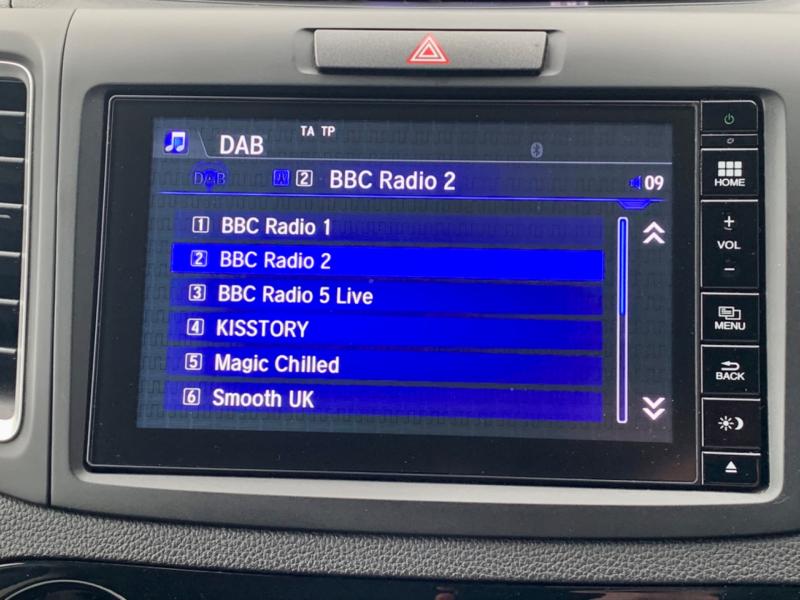 TA TP
DAB
DAB 2 BBC Radio 2 09
HOME
1 BBC Radio 1
+
VOL
−
2 BBC Radio 2
3 BBC Radio 5 Live
4 KISSTORY
MENU
5 Magic Chilled
BACK
6 Smooth UK